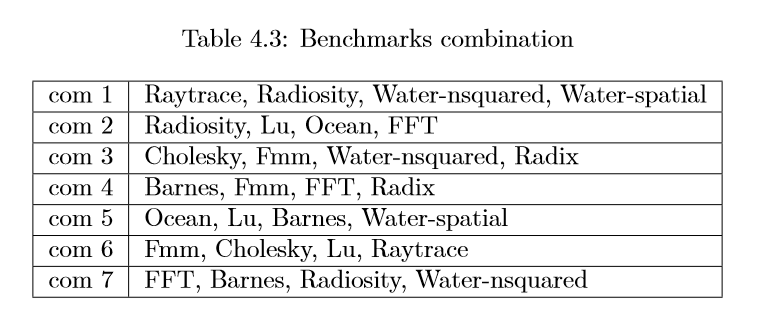 Table 4.3: Benchmarks combination
com 1 Raytrace, Radiosity, Water-nsquared, Water-spatial
com 2 Radiosity, Lu, Ocean, FFT
com 3 Cholesky, Fmm, Water-nsquared, Radix
com 4 Barnes, Fmm, FFT, Radix
com 5 Ocean, Lu, Barnes, Water-spatial
com 6 Fmm, Cholesky, Lu, Raytrace
com 7 FFT, Barnes, Radiosity, Water-nsquared